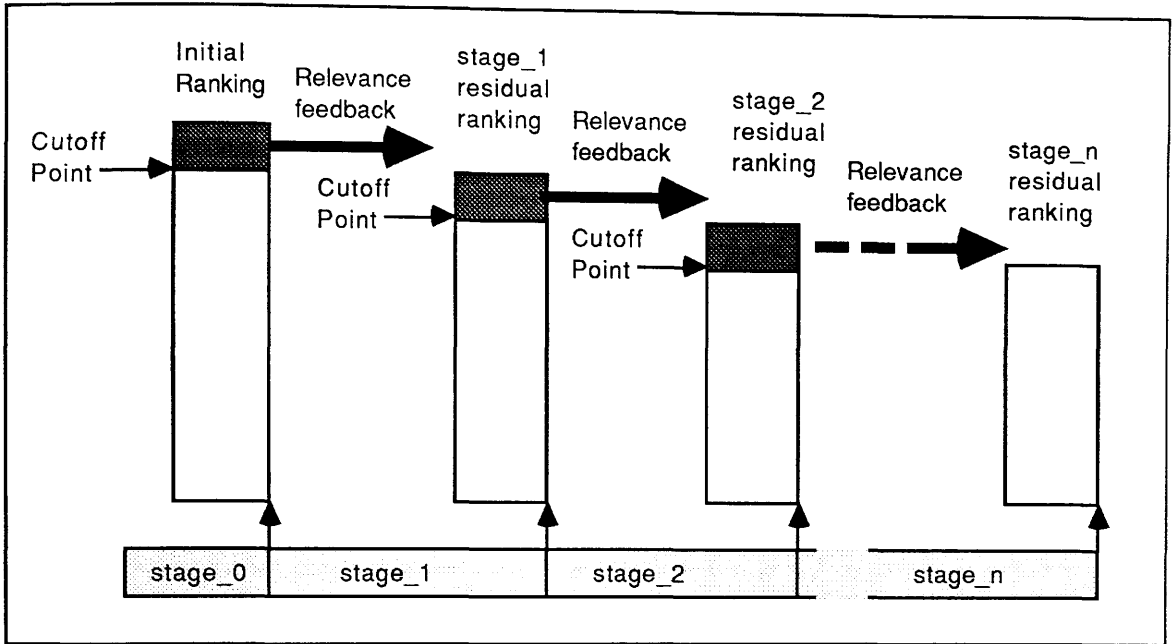 Initial
Ranking
Relevance
feedback
stage_1
residual
ranking
Relevance
feedback
stage_2
residual
ranking
Relevance
feedback
stage_n
residual
ranking
Cutoff
Point
Cutoff
Point
Cutoff
Point
stage_0
stage_1
stage_2
stage_n